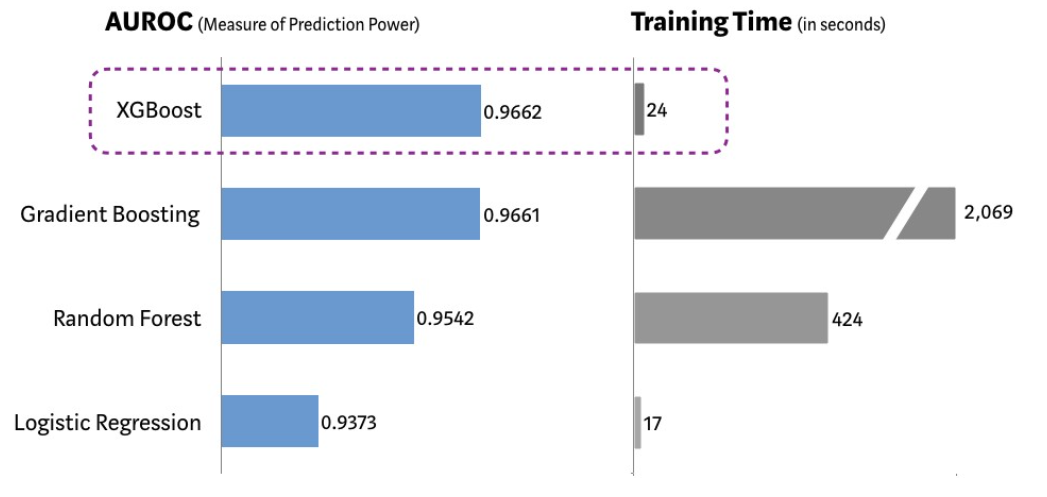 AUROC (Measure of Prediction Power)
Training Time (in seconds)
XGBoost 0.9662 24
Gradient Boosting 0.9661 2,069
Random Forest 0.9542 424
Logistic Regression 0.9373 17